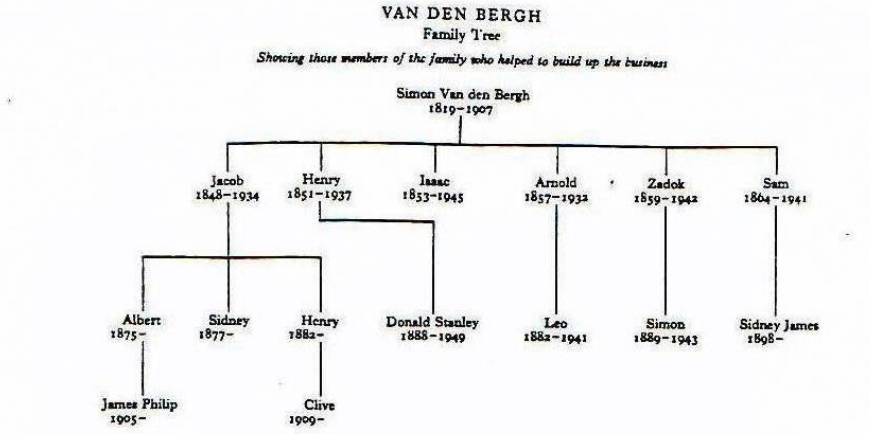 VAN DEN BERGH
Family Tree
Showing those members of the family who helped to build up the business
Simon Van den Bergh
1819-1907
Jacob Henry Isaac Arnold Zadok Sam
1848-1934 1851-1937 1853-1945 1857-1932 1859-1942 1864-1941
Albert Sidney Henry Donald Stanley Leo Simon Sidney James
1875- 1877- 1882- 1888-1949 1882-1941 1889-1943 1898-
James Philip Clive
1905- 1909-